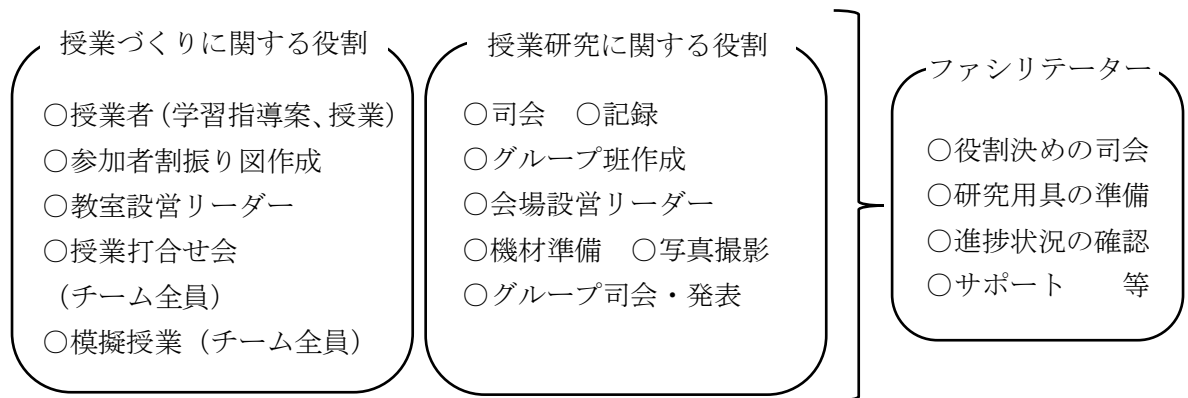 授業づくりに関する役割
○授業者(学習指導案、授業)
○参加者割振り図作成
○教室設営リーダー
○授業打合せ会
（チーム全員）
○模擬授業（チーム全員）
授業研究に関する役割
○司会　○記録
○グループ班作成
○会場設営リーダー
○機材準備　○写真撮影
○グループ司会・発表
ファシリテーター
○役割決めの司会
○研究用具の準備
○進捗状況の確認
○サポート　　等